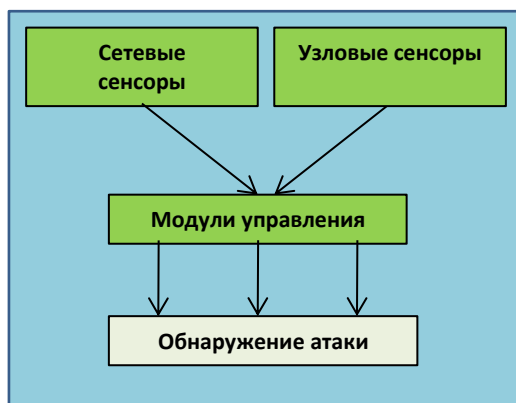 Сетевые
сенсоры
Узловые сенсоры
Модули управления
Обнаружение атаки